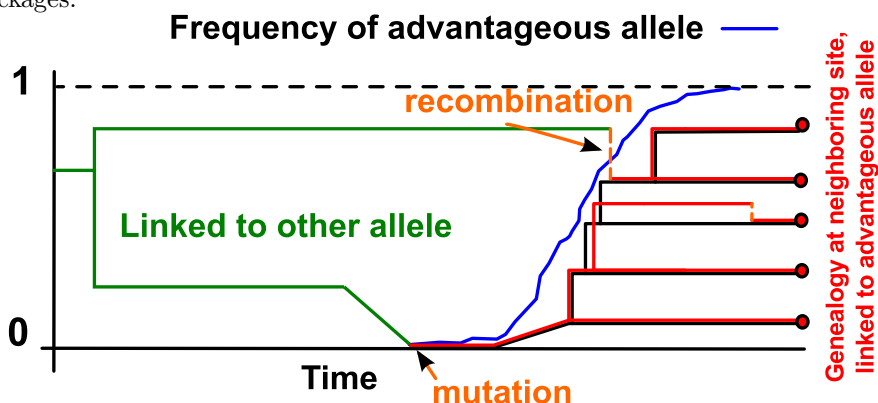 ckages.
Frequency of advantageous allele
1
recombination
Linked to other allele
0
Time
mutation
Genealogy at neighboring site,
linked to advantageous allele